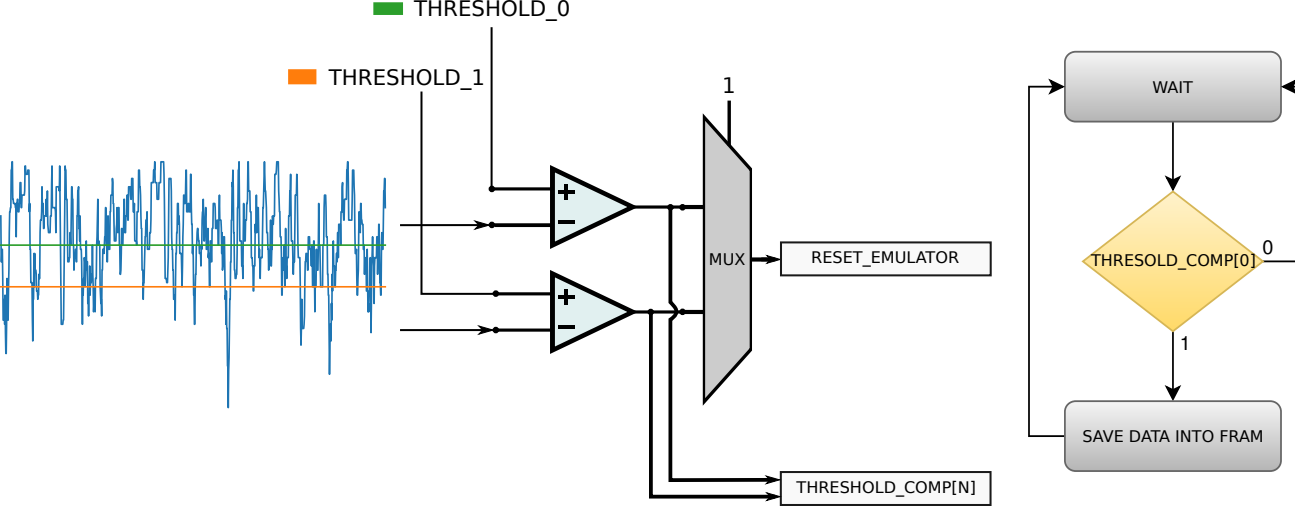 THRESHOLD_0
THRESHOLD_1
1
+
−
+
−
MUX
RESET_EMULATOR
THRESHOLD_COMP[N]
WAIT
THRESOLD_COMP[0]
0
1
SAVE DATA INTO FRAM